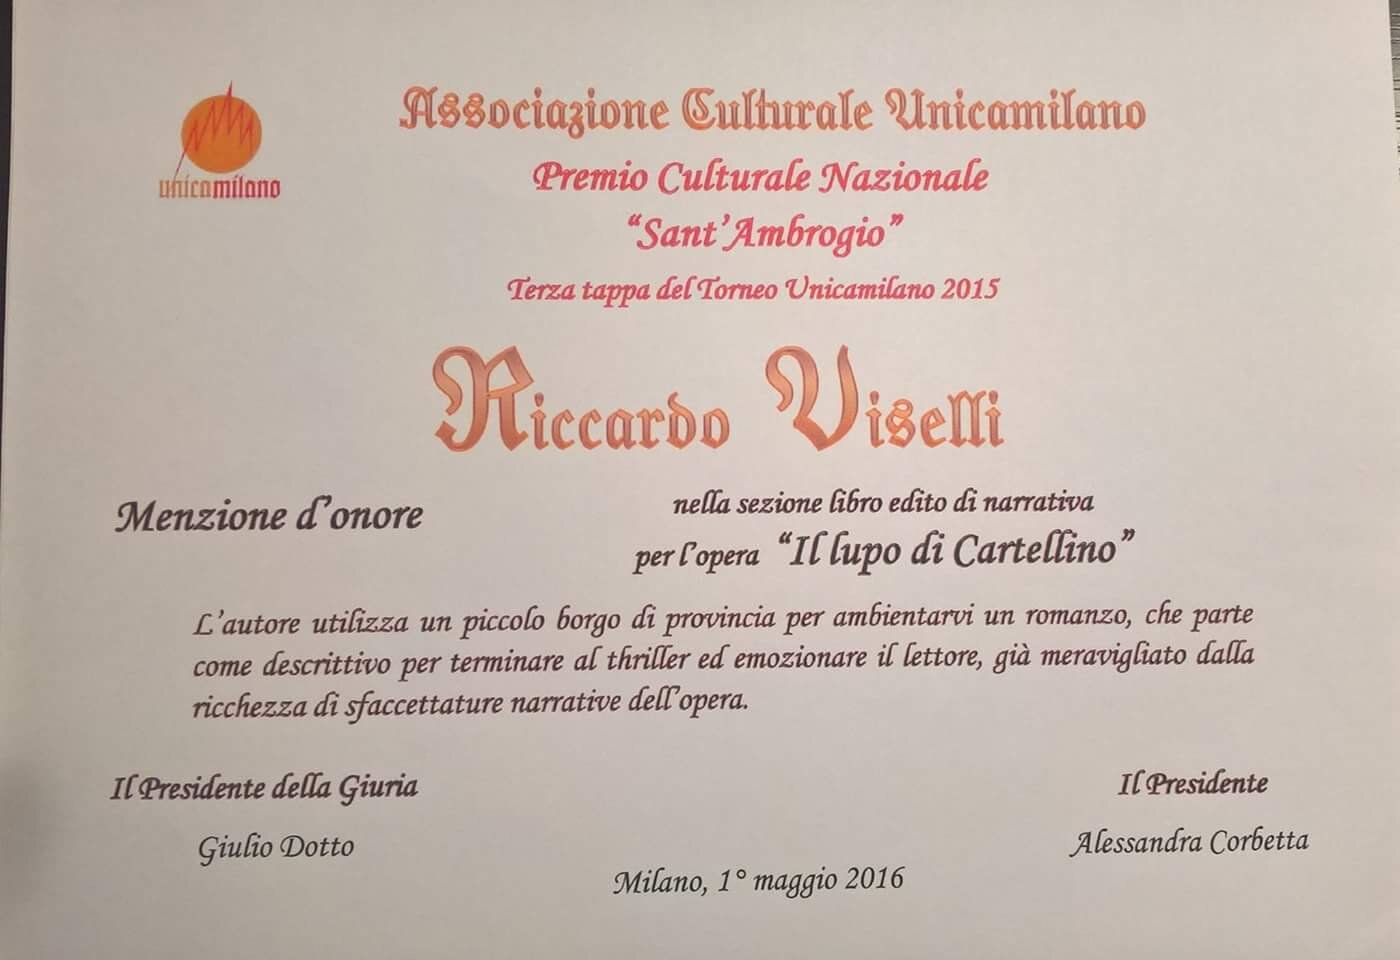 unicamilano
Associazione Culturale Unicamilano
Premio Culturale Nazionale
“Sant’Ambrogio”
Terza tappa del Torneo Unicamilano 2015
Riccardo Viselli
Menzione d’onore
nella sezione libro edito di narrativa
per l’opera “Il lupo di Cartellino”
L’autore utilizza un piccolo borgo di provincia per ambientarvi un romanzo, che parte
come descrittivo per terminare al thriller ed emozionare il lettore, già meravigliato dalla
ricchezza di sfaccettature narrative dell’opera.
Il Presidente della Giuria
Giulio Dotto
Il Presidente
Alessandra Corbetta
Milano, 1° maggio 2016